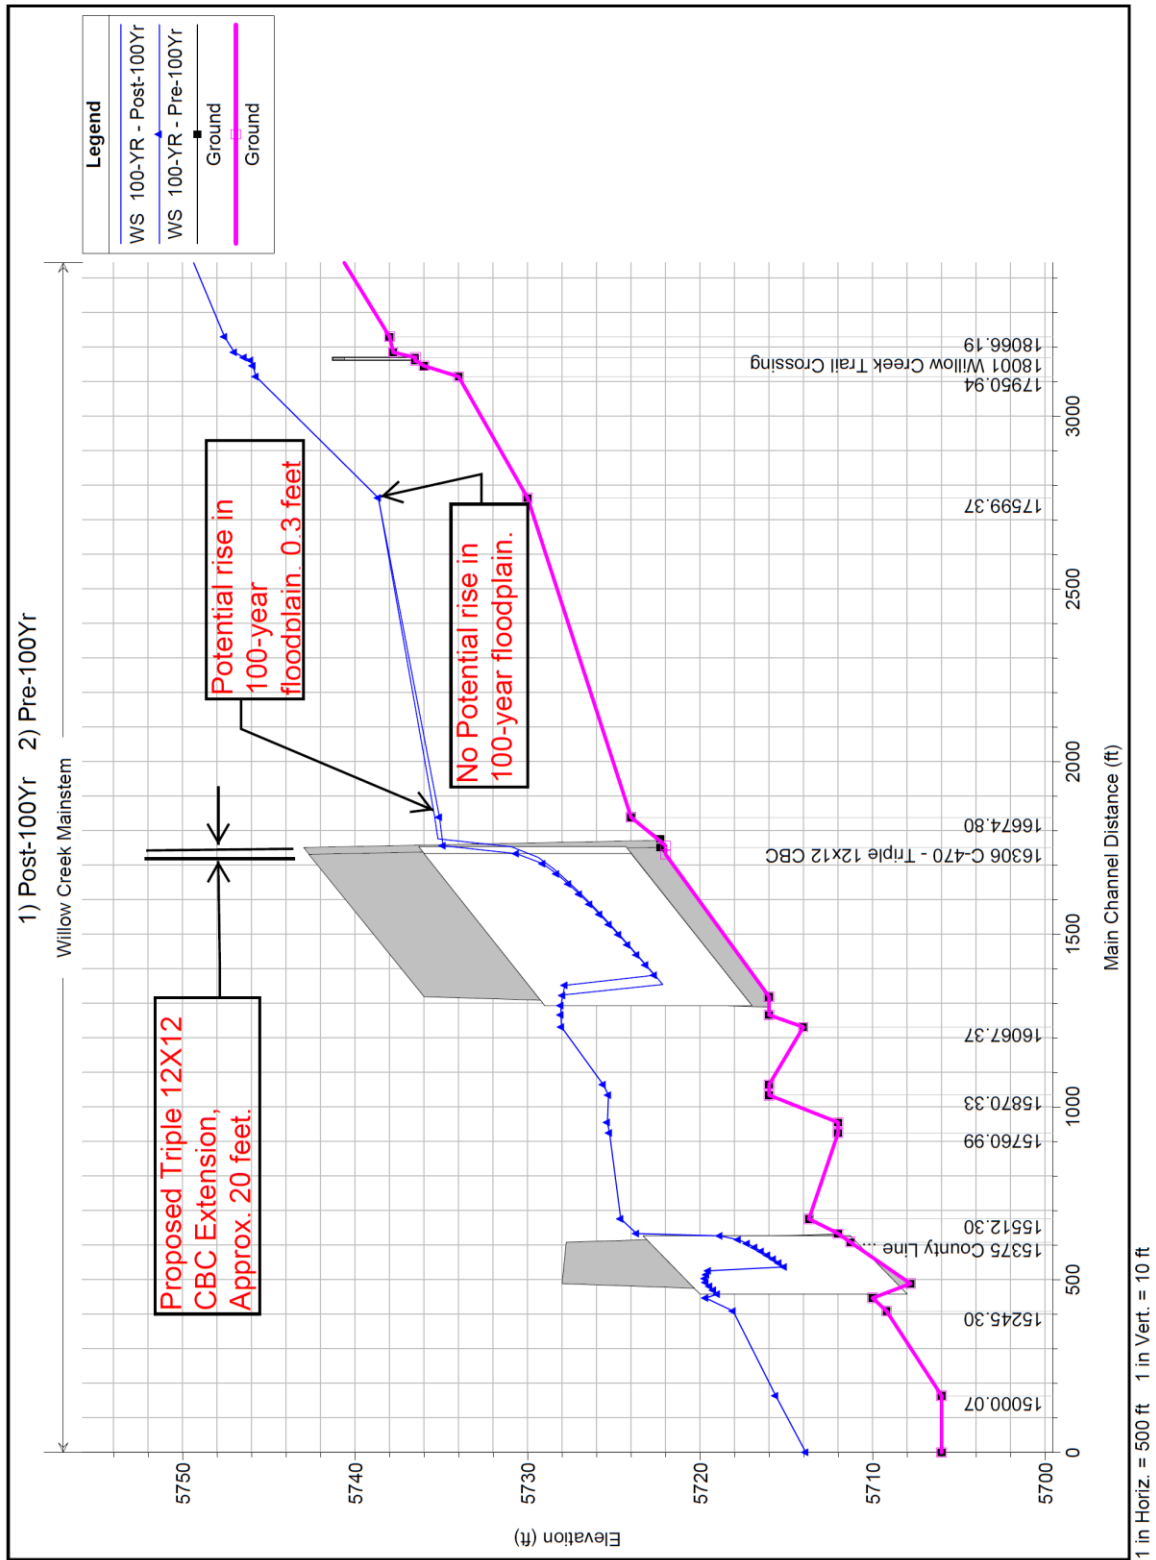 1) Post-100Yr 2) Pre-100Yr
Willow Creek Mainstem
Legend
WS 100-YR - Post-100Yr
WS 100-YR - Pre-100Yr
Ground
Ground
Proposed Triple 12X12
CBC Extension,
Approx. 20 feet.
Potential rise in
100-year
floodplain. 0.3 feet
No Potential rise in
100-year floodplain.
Elevation (ft)
5750
5740
5730
5720
5710
5700
15000.07
15245.30
15375 County Line ...
15512.30
15760.99
15870.33
16067.37
16306 C-470 - Triple 12x12 CBC
16674.80
17599.37
17950.94
18001 Willow Creek Trail Crossing
18066.19
0
500
1000
1500
2000
2500
3000
Main Channel Distance (ft)
1 in Horiz. = 500 ft 1 in Vert. = 10 ft